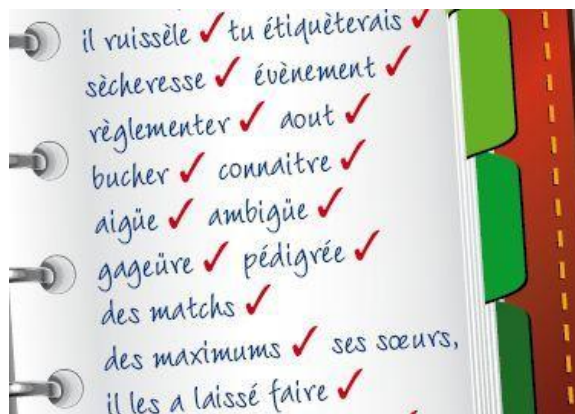 il ruissèle ✓ tu étiquèterais ✓
sècheresse ✓ évènement ✓
règlementer ✓ aout ✓
bucher ✓ connaitre ✓
aigüe ✓ ambigüe ✓
gageüre ✓ pédigrée ✓
des matchs ✓
des maximums ✓ ses sœurs,
il les a laissé faire ✓